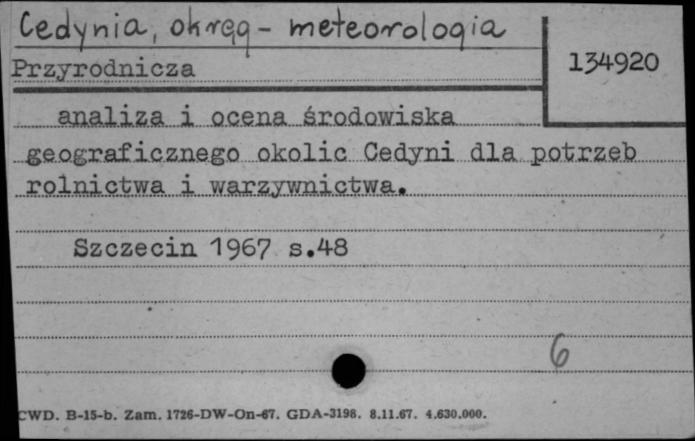 Cedynia, okręg - meteorologia
134920
Przyrodnicza
analiza i ocena środowiska
geograficznego okolic Cedyni dla potrzeb
rolnictwa i warzywnictwa.
Szczecin 1967 s.48
6
CWD. B-15-b. Zam. 1726-DW-On-67. GDA-3198. 8.11.67. 4.630.000.